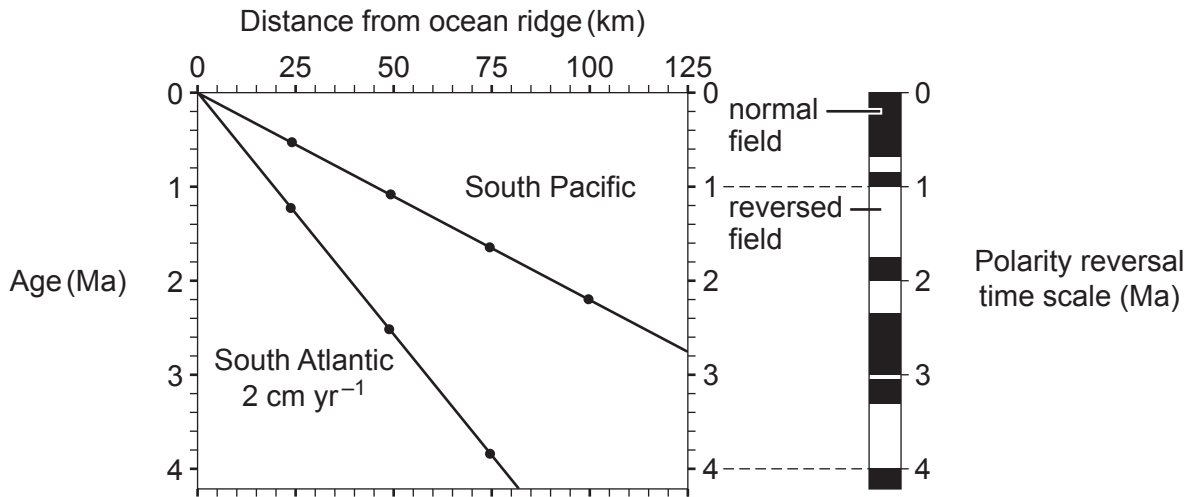 Distance from ocean ridge (km)
0 25 50 75 100 125
0
1
2
3
4
Age (Ma)
South Pacific
South Atlantic
2 cm yr⁻¹
0
1
2
3
4
normal
field
reversed
field
0
1
2
3
4
Polarity reversal
time scale (Ma)